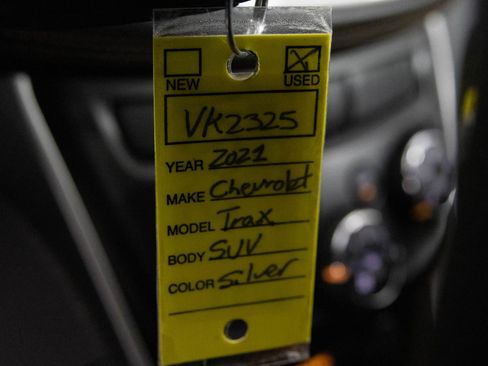 NEW USED
VK2325
YEAR 2021
MAKE Chevrolet
MODEL Trax
BODY SUV
COLOR Silver